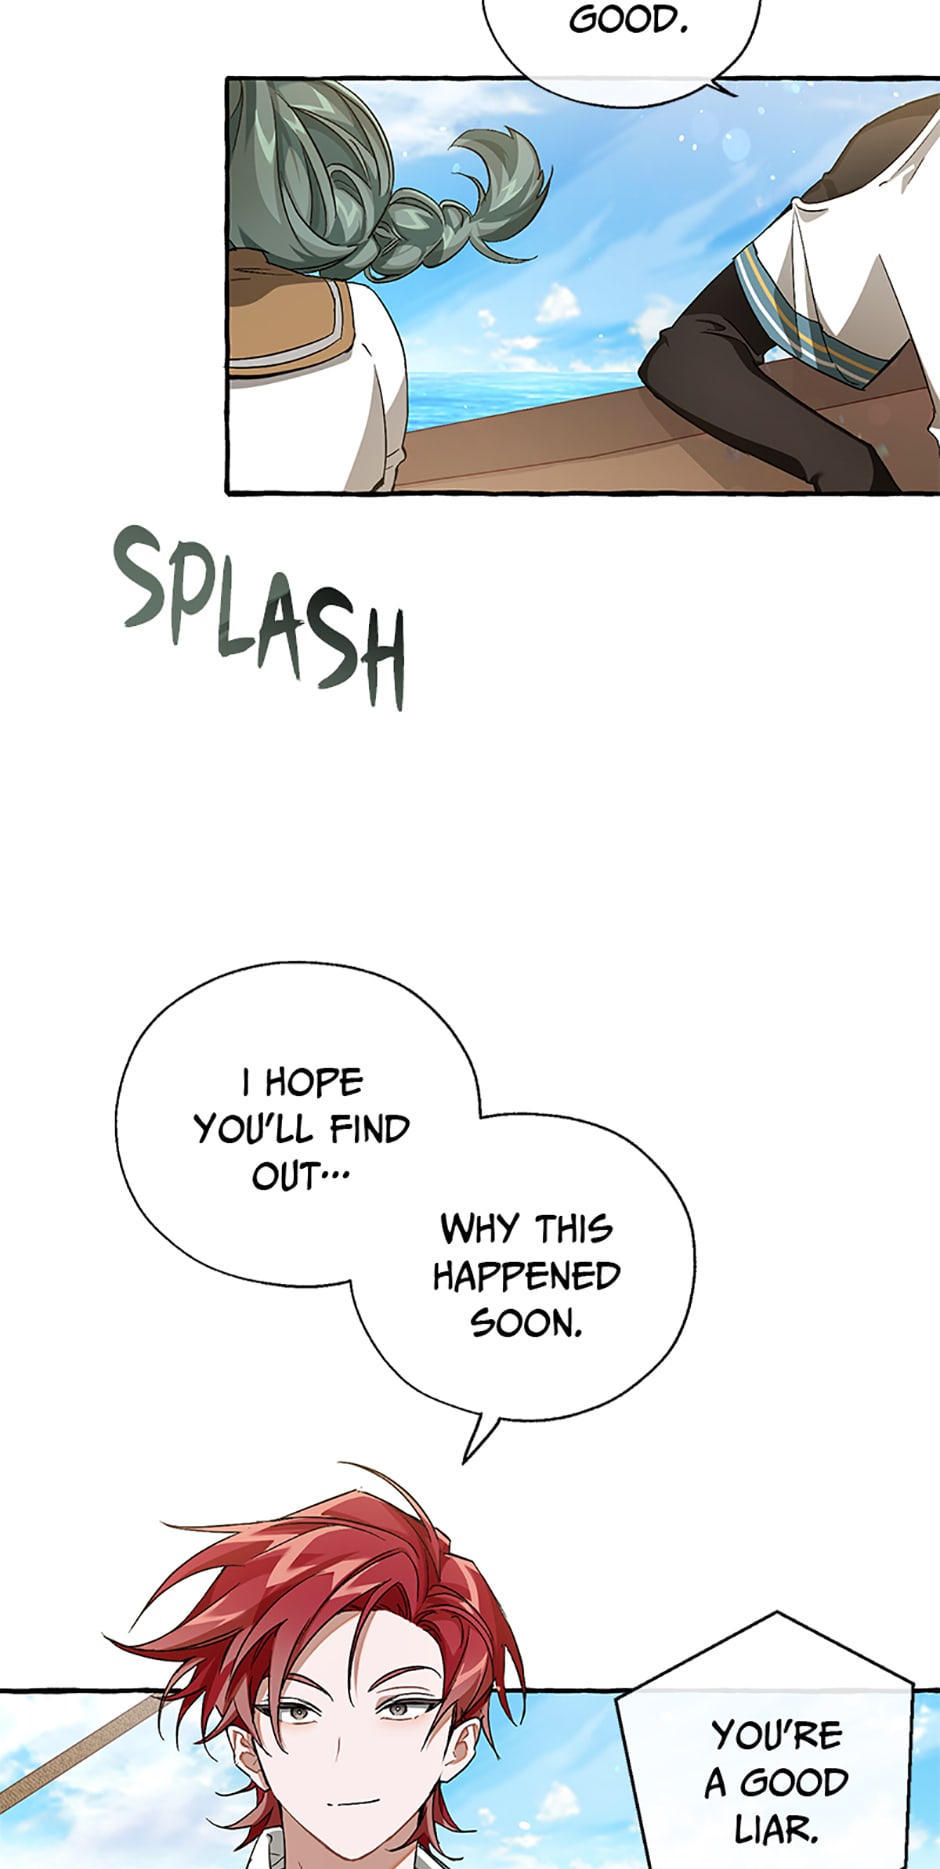 GOOD.
SPLASH
I HOPE
YOU'LL FIND
OUT...
WHY THIS
HAPPENED
SOON.
YOU'RE
A GOOD
LIAR.